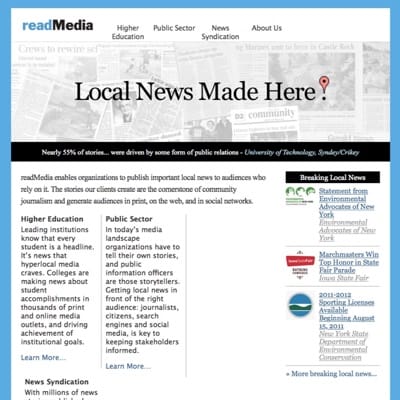 readMedia
Higher
Education
Public Sector
News
Syndication
About Us
Crews to rewire sci
Local News Made Here
community
Nearly 55% of stories... were driven by some form of public relations - University of Technology, Synday/Crikey
readMedia enables organizations to publish important local news to audiences who
rely on it. The stories our clients create are the cornerstone of community
journalism and generate audiences in print, on the web, and in social networks.
Higher Education
Leading institutions
know that every
student is a headline.
It's news that
hyperlocal media
craves. Colleges are
making news about
student
accomplishments in
thousands of print
and online media
outlets, and driving
achievement of
institutional goals.
Learn More...
Public Sector
In today's media
landscape
organizations have to
tell their own stories,
and public
information officers
are those storytellers.
Getting local news in
front of the right
audience: journalists,
citizens, search
engines and social
media, is key to
keeping stakeholders
informed.
Learn More...
News Syndication
With millions of news
Breaking Local News
Statement from
Environmental
Advocates of New
York
Environmental
Advocates of New
York
Marchmasters Win
Top Honor in State
Fair Parade
Iowa State Fair
2011-2012
Sporting Licenses
Available
Beginning August
15, 2011
New York State
Department of
Environmental
Conservation
» More breaking local news...